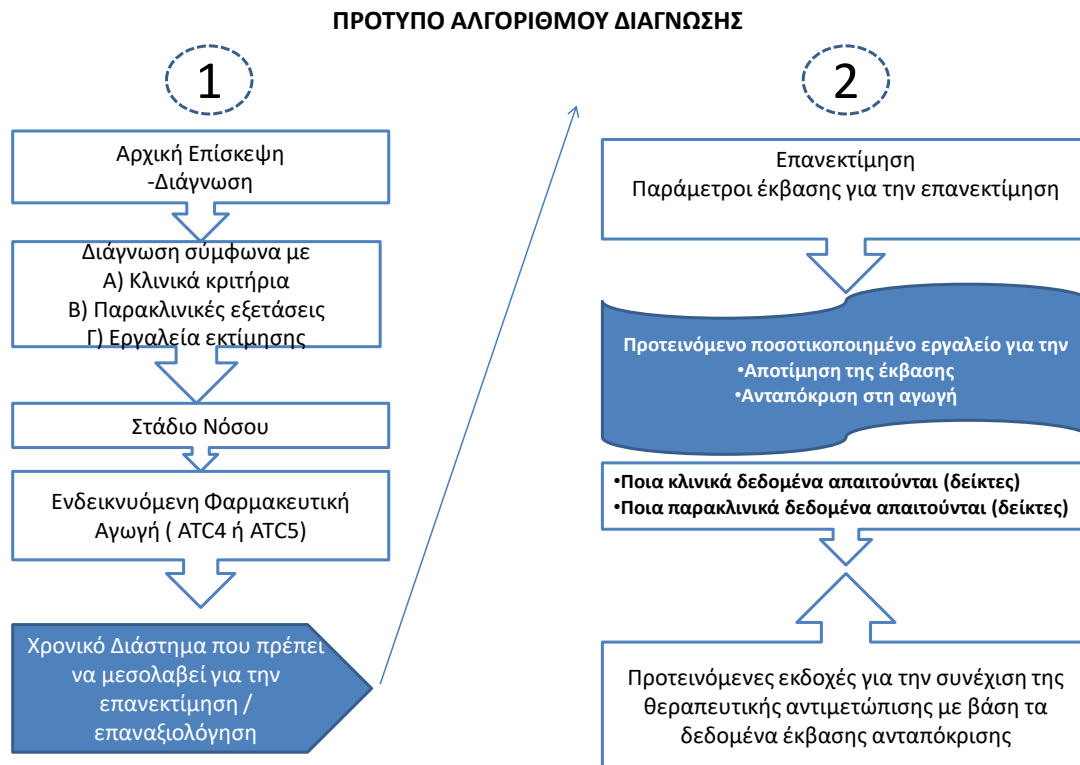 ΠΡΟΤΥΠΟ ΑΛΓΟΡΙΘΜΟΥ ΔΙΑΓΝΩΣΗΣ
1
Αρχική Επίσκεψη
-Διάγνωση
Διάγνωση σύμφωνα με
Α) Κλινικά κριτήρια
Β) Παρακλινικές εξετάσεις
Γ) Εργαλεία εκτίμησης
Στάδιο Νόσου
Ενδεικνυόμενη Φαρμακευτική
Αγωγή ( ATC4 ή ATC5)
Χρονικό Διάστημα που πρέπει
να μεσολαβεί για την
επανεκτίμηση /
επαναξιολόγηση
2
Επανεκτίμηση
Παράμετροι έκβασης για την επανεκτίμηση
Προτεινόμενο ποσοτικοποιημένο εργαλείο για την
•Αποτίμηση της έκβασης
•Ανταπόκριση στη αγωγή
•Ποια κλινικά δεδομένα απαιτούνται (δείκτες)
•Ποια παρακλινικά δεδομένα απαιτούνται (δείκτες)
Προτεινόμενες εκδοχές για την συνέχιση της
θεραπευτικής αντιμετώπισης με βάση τα
δεδομένα έκβασης ανταπόκρισης